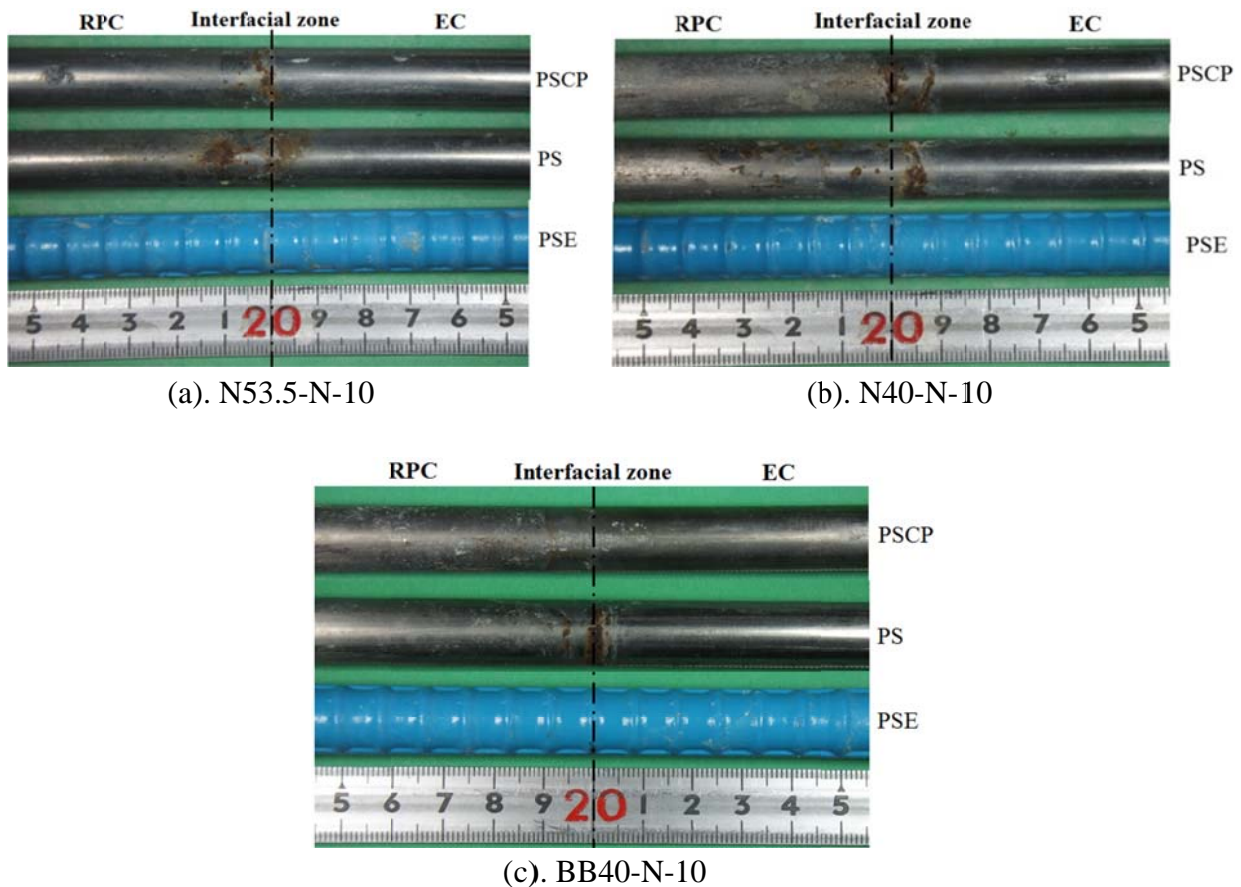 RPC Interfacial zone EC
PSCP
PS
PSE
5 4 3 2 1 20 9 8 7 6 5
(a). N53.5-N-10
RPC Interfacial zone EC
PSCP
PS
PSE
5 4 3 2 1 20 9 8 7 6 5
(b). N40-N-10
RPC Interfacial zone EC
PSCP
PS
PSE
5 6 7 8 9 20 1 2 3 4 5
(c). BB40-N-10